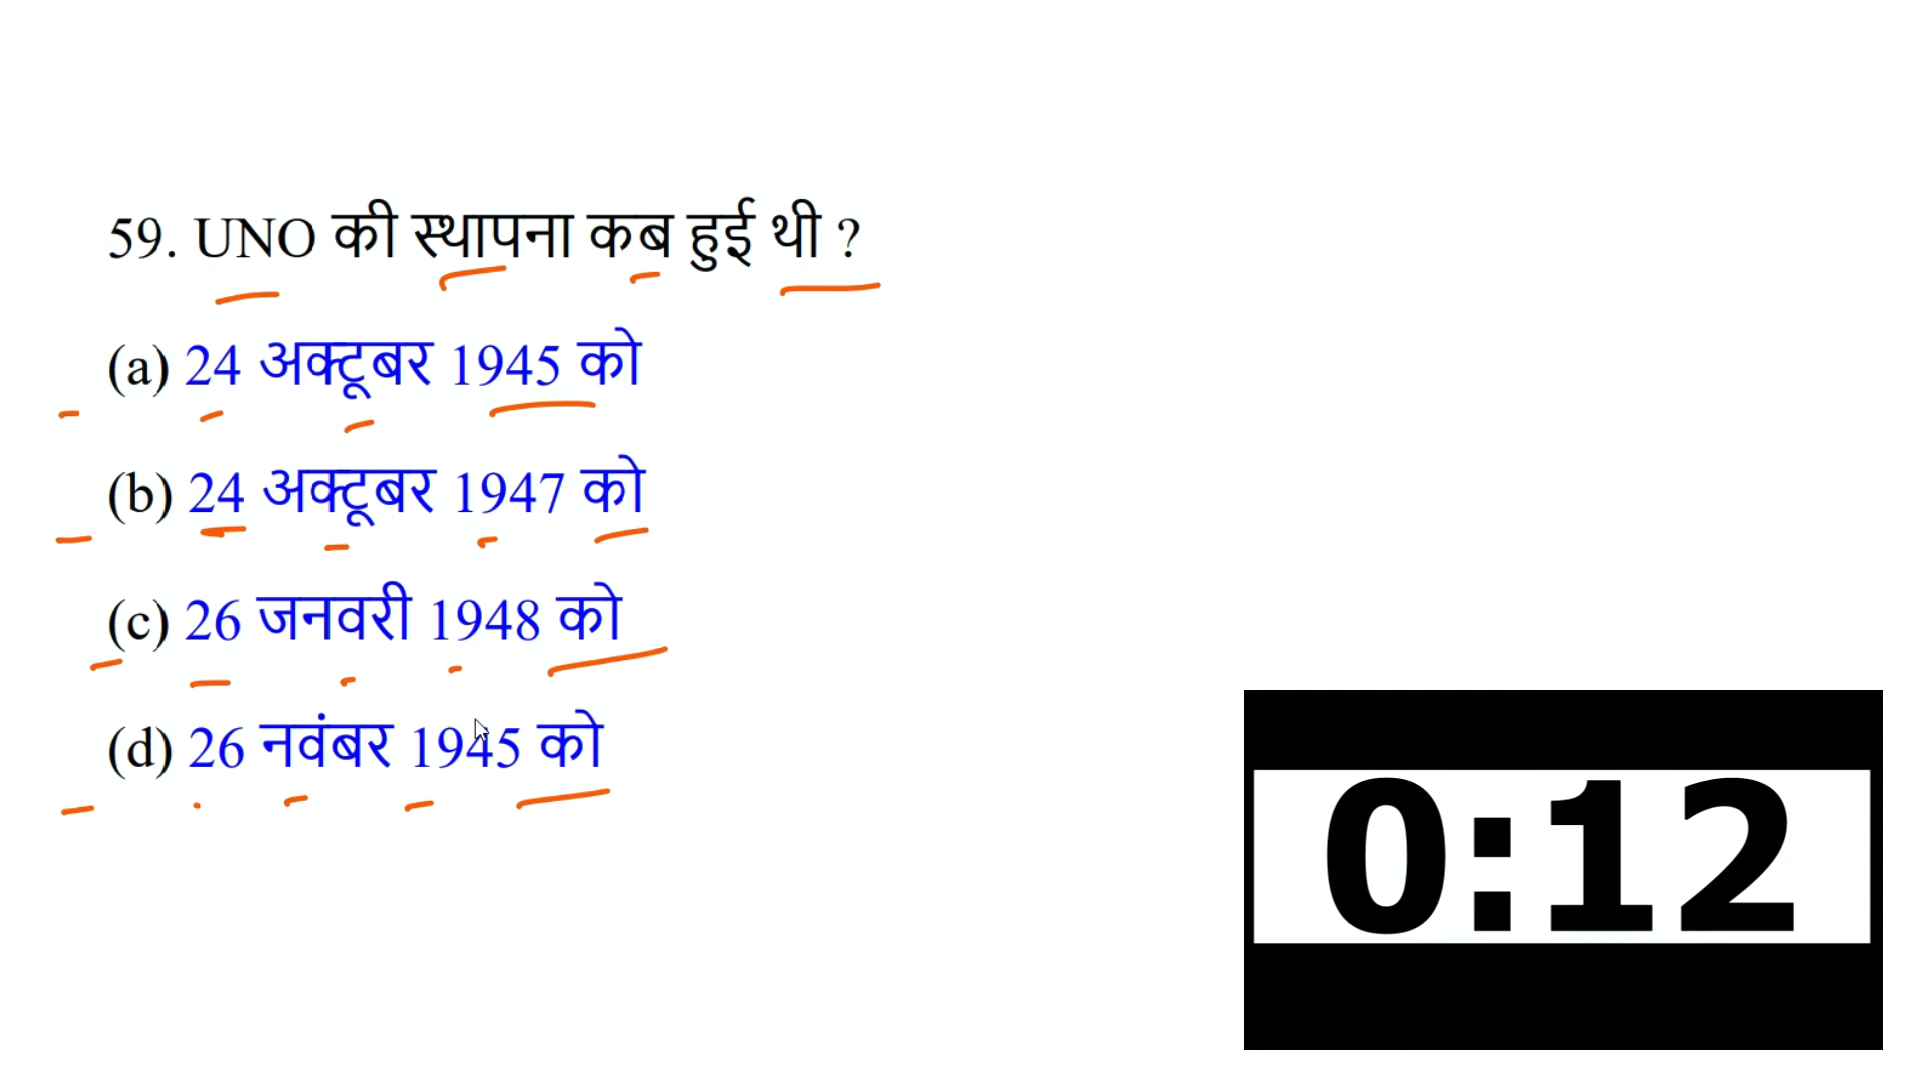 59. UNO की स्थापना कब हुई थी ?
(a) 24 अक्टूबर 1945 को
(b) 24 अक्टूबर 1947 को
(c) 26 जनवरी 1948 को
(d) 26 नवंबर 1945 को
0:12